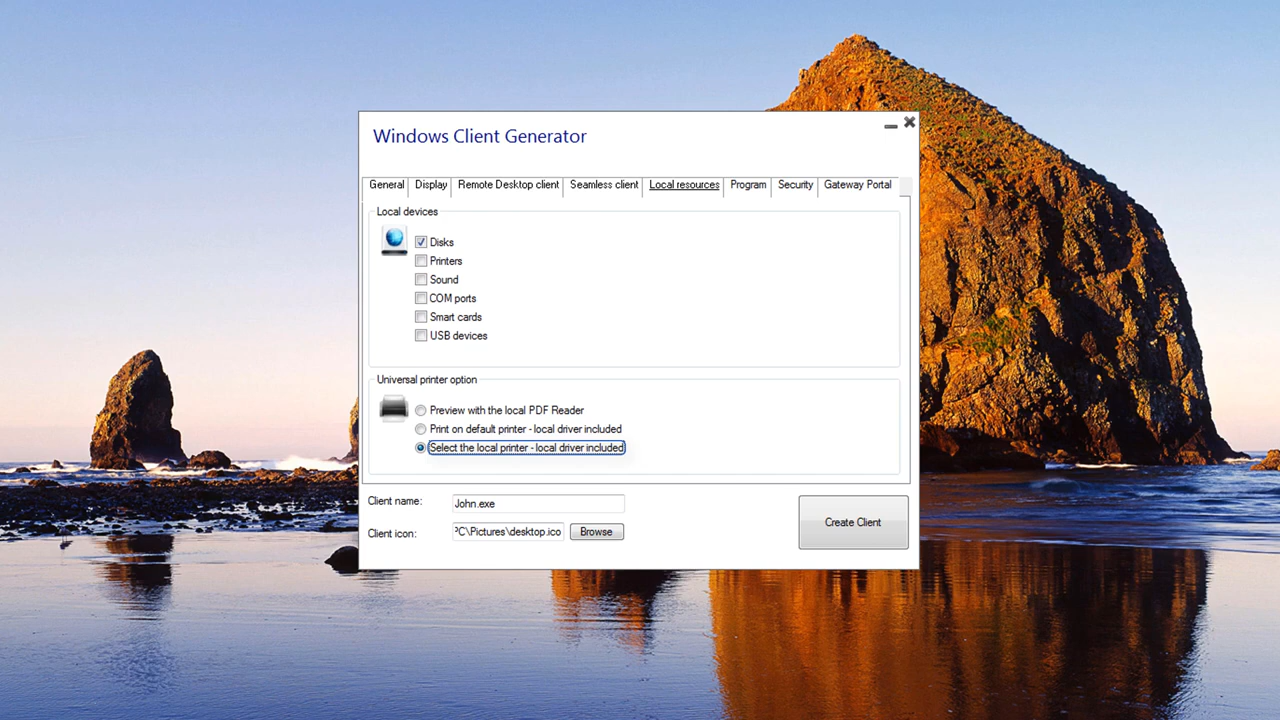 Windows Client Generator
General Display Remote Desktop client Seamless client Local resources Program Security Gateway Portal
Local devices
Disks
Printers
Sound
COM ports
Smart cards
USB devices
Universal printer option
Preview with the local PDF Reader
Print on default printer - local driver included
Select the local printer - local driver included
Client name: John.exe
Client icon: PC\Pictures\desktop.ico Browse
Create Client